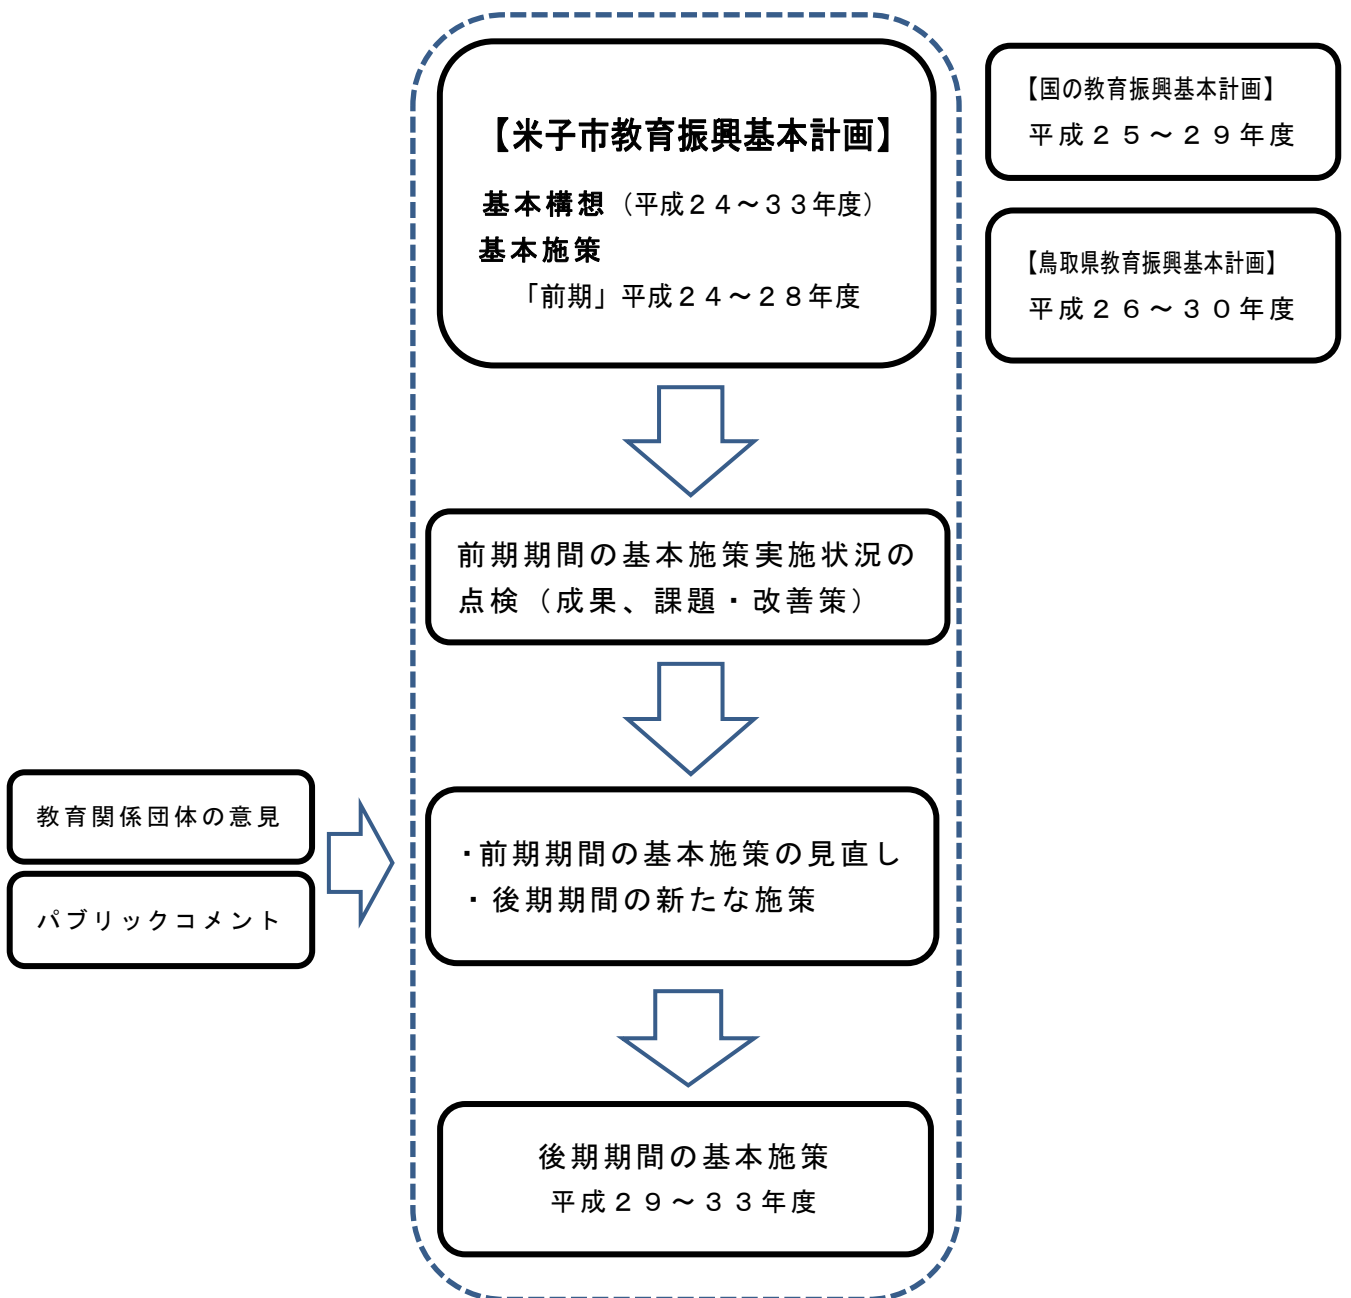 【米子市教育振興基本計画】
基本構想（平成２４～３３年度）
基本施策
「前期」平成２４～２８年度
【国の教育振興基本計画】
平成２５～２９年度
【鳥取県教育振興基本計画】
平成２６～３０年度
前期期間の基本施策実施状況の
点検（成果、課題・改善策）
教育関係団体の意見
パブリックコメント
・前期期間の基本施策の見直し
・後期期間の新たな施策
後期期間の基本施策
平成２９～３３年度